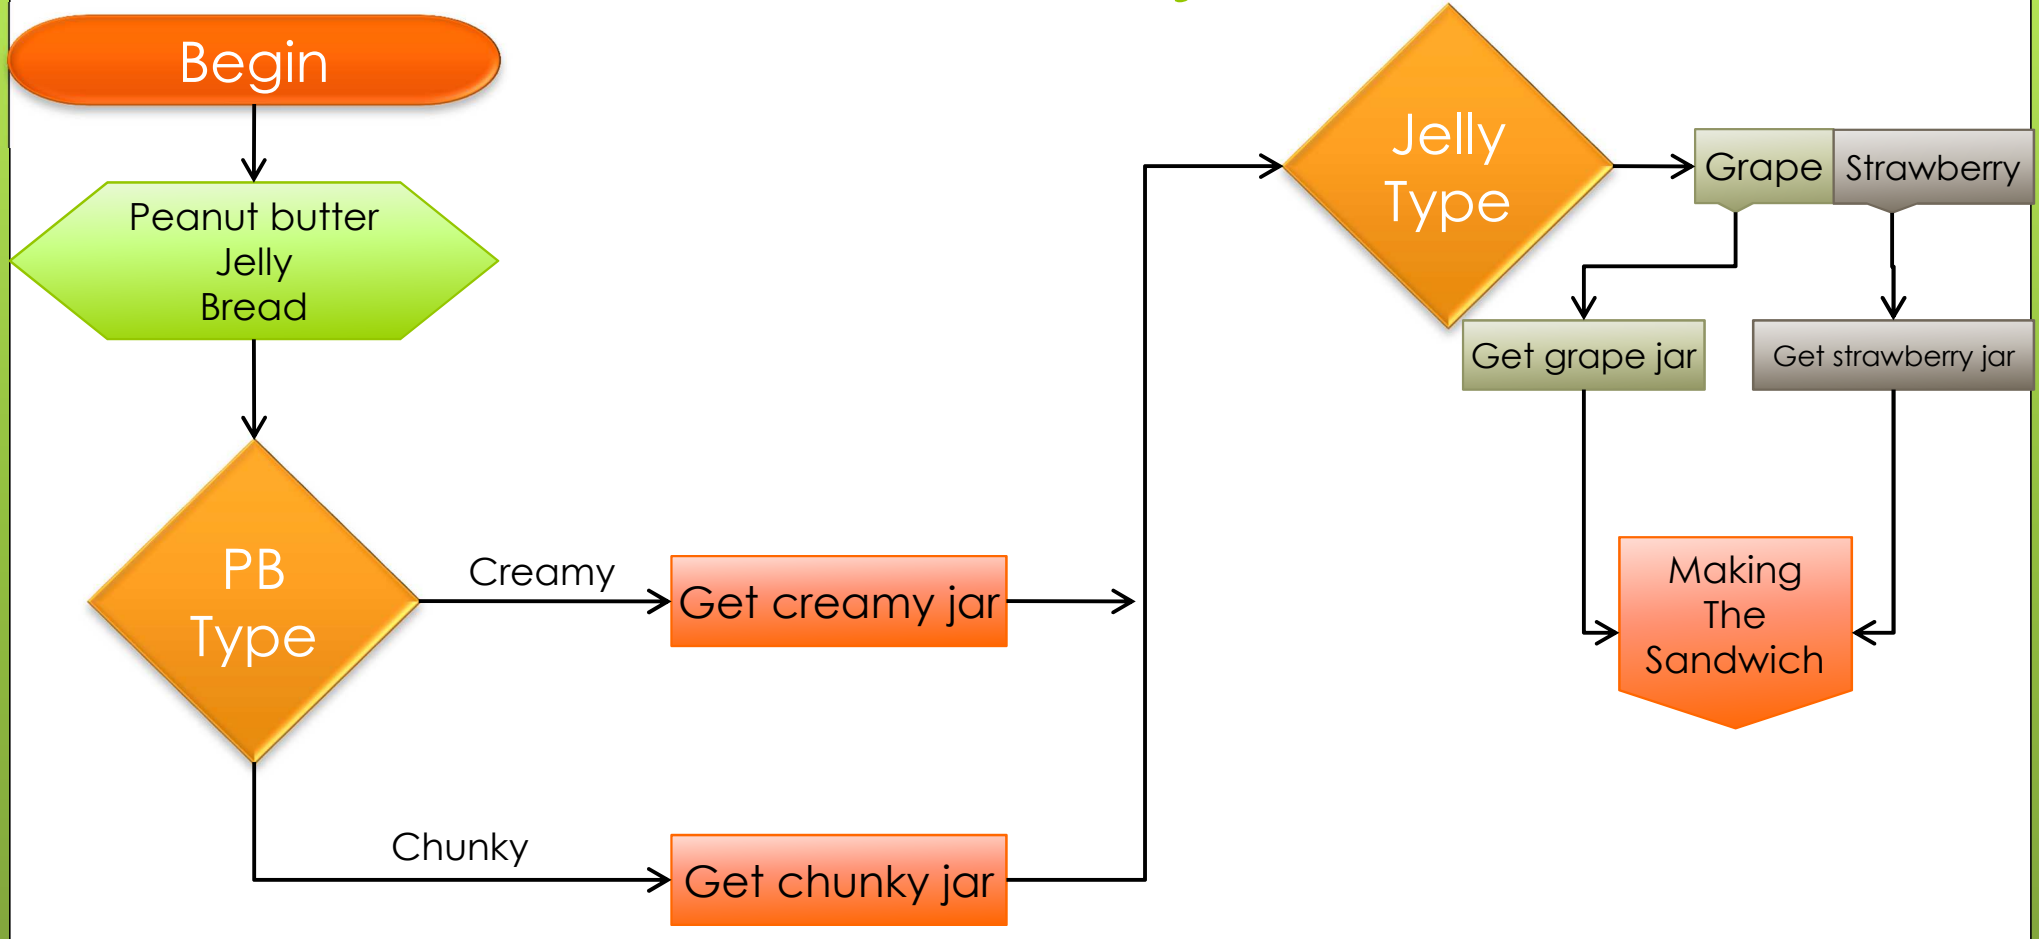 Begin
Peanut butter
Jelly
Bread
PB
Type
Creamy
Get creamy jar
Chunky
Get chunky jar
Jelly
Type
Grape
Strawberry
Get grape jar
Get strawberry jar
Making
The
Sandwich